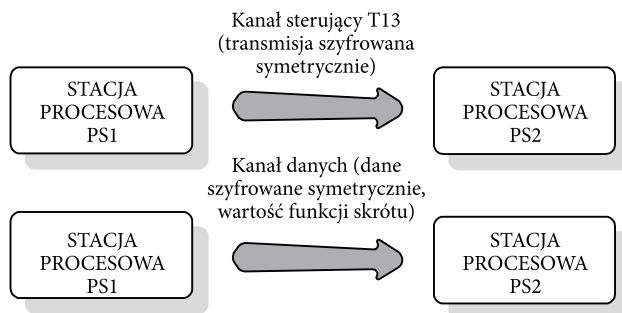 Kanał sterujący T13
(transmisja szyfrowana
symetrycznie)
STACJA
PROCESOWA
PS1
STACJA
PROCESOWA
PS2
Kanał danych (dane
szyfrowane symetrycznie,
wartość funkcji skrótu)
STACJA
PROCESOWA
PS1
STACJA
PROCESOWA
PS2